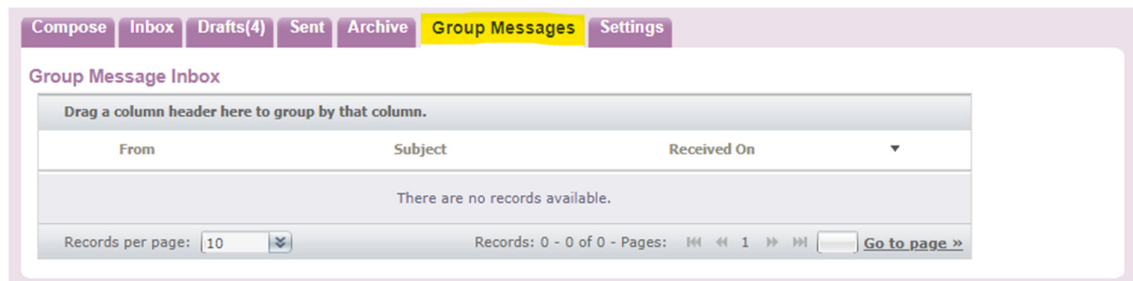 Compose Inbox Drafts(4) Sent Archive Group Messages Settings
Group Message Inbox
Drag a column header here to group by that column.
From Subject Received On
There are no records available.
Records per page: 10 Records: 0 - 0 of 0 - Pages: 1 Go to page »